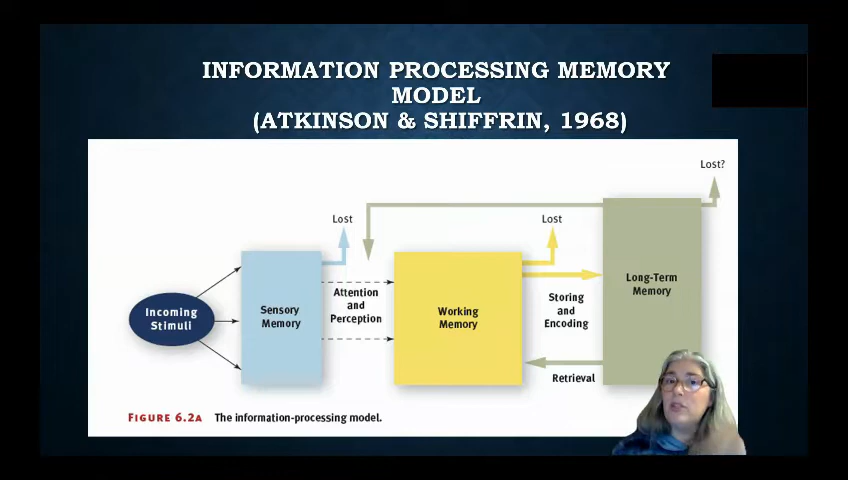 INFORMATION PROCESSING MEMORY
MODEL
(ATKINSON & SHIFFRIN, 1968)
Lost?
Lost
Lost
Incoming
Stimuli
Sensory
Memory
Attention
and
Perception
Working
Memory
Storing
and
Encoding
Long-Term
Memory
Retrieval
FIGURE 6.2A The information-processing model.